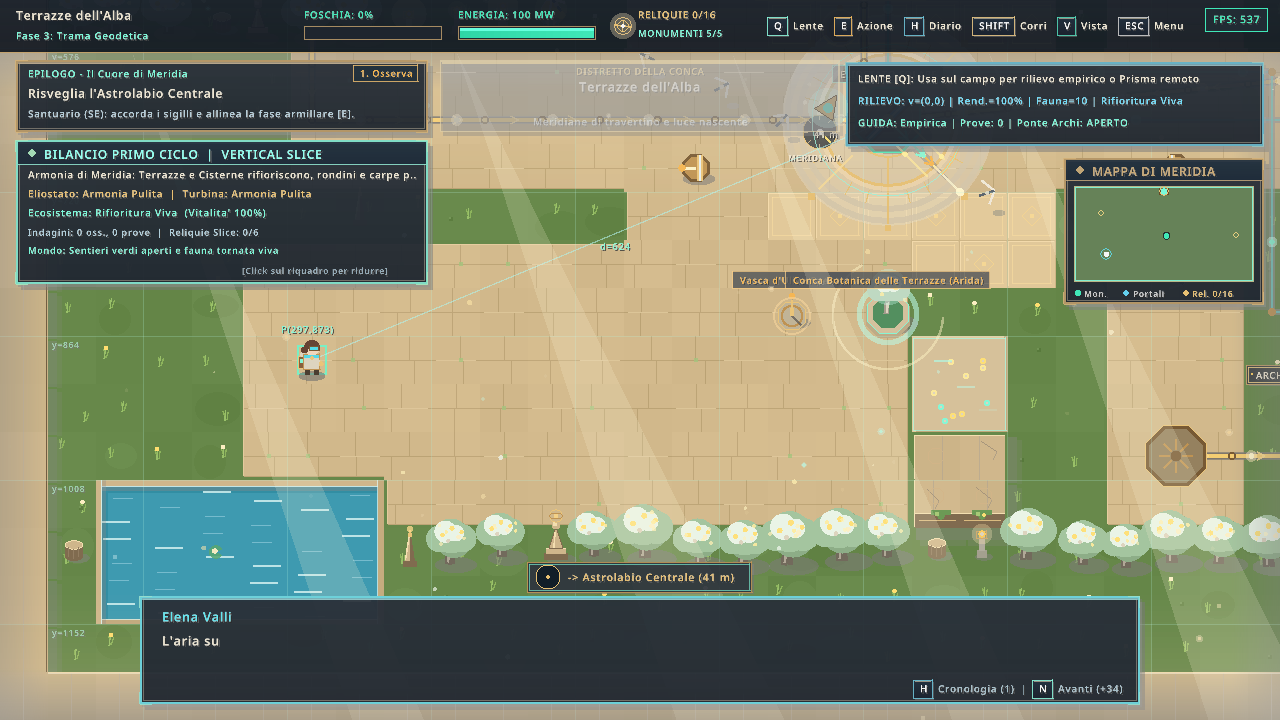 Terrazze dell'Alba
Fase 3: Trama Geodetica
FOSCHIA: 0%
ENERGIA: 100 MW
RELIQUIE 0/16
MONUMENTI 5/5
Q Lente
E Azione
H Diario
SHIFT Corri
V Vista
ESC Menu
FPS: 537
y=576
EPILOGO - Il Cuore di Meridia
1. Osserva
Risveglia l'Astrolabio Centrale
Santuario (SE): accorda i sigilli e allinea la fase armillare [E].
DISTRETTO DELLA CONCA
Terrazze dell'Alba
Meridiane di travertino e luce nascente
LENTE [Q]: Usa sul campo per rilievo empirico o Prisma remoto
RILIEVO: v=(0,0) | Rend.=100% | Fauna=10 | Rifioritura Viva
GUIDA: Empirica | Prove: 0 | Ponte Archi: APERTO
BILANCIO PRIMO CICLO | VERTICAL SLICE
Armonia di Meridia: Terrazze e Cisterne rifioriscono, rondini e carpe p..
Eliostato: Armonia Pulita | Turbina: Armonia Pulita
Ecosistema: Rifioritura Viva (Vitalita' 100%)
Indagini: 0 oss., 0 prove | Reliquie Slice: 0/6
Mondo: Sentieri verdi aperti e fauna tornata viva
[Click sul riquadro per ridurre]
MERIDIANA
MAPPA DI MERIDIA
Mon.
Portali
Rel. 0/16
d=624
Vasca d'
Conca Botanica delle Terrazze (Arida)
P(297,873)
y=864
ARCH
y=1008
-> Astrolabio Centrale (41 m)
y=1152
Elena Valli
L'aria su
H Cronologia (1) | N Avanti (+34)